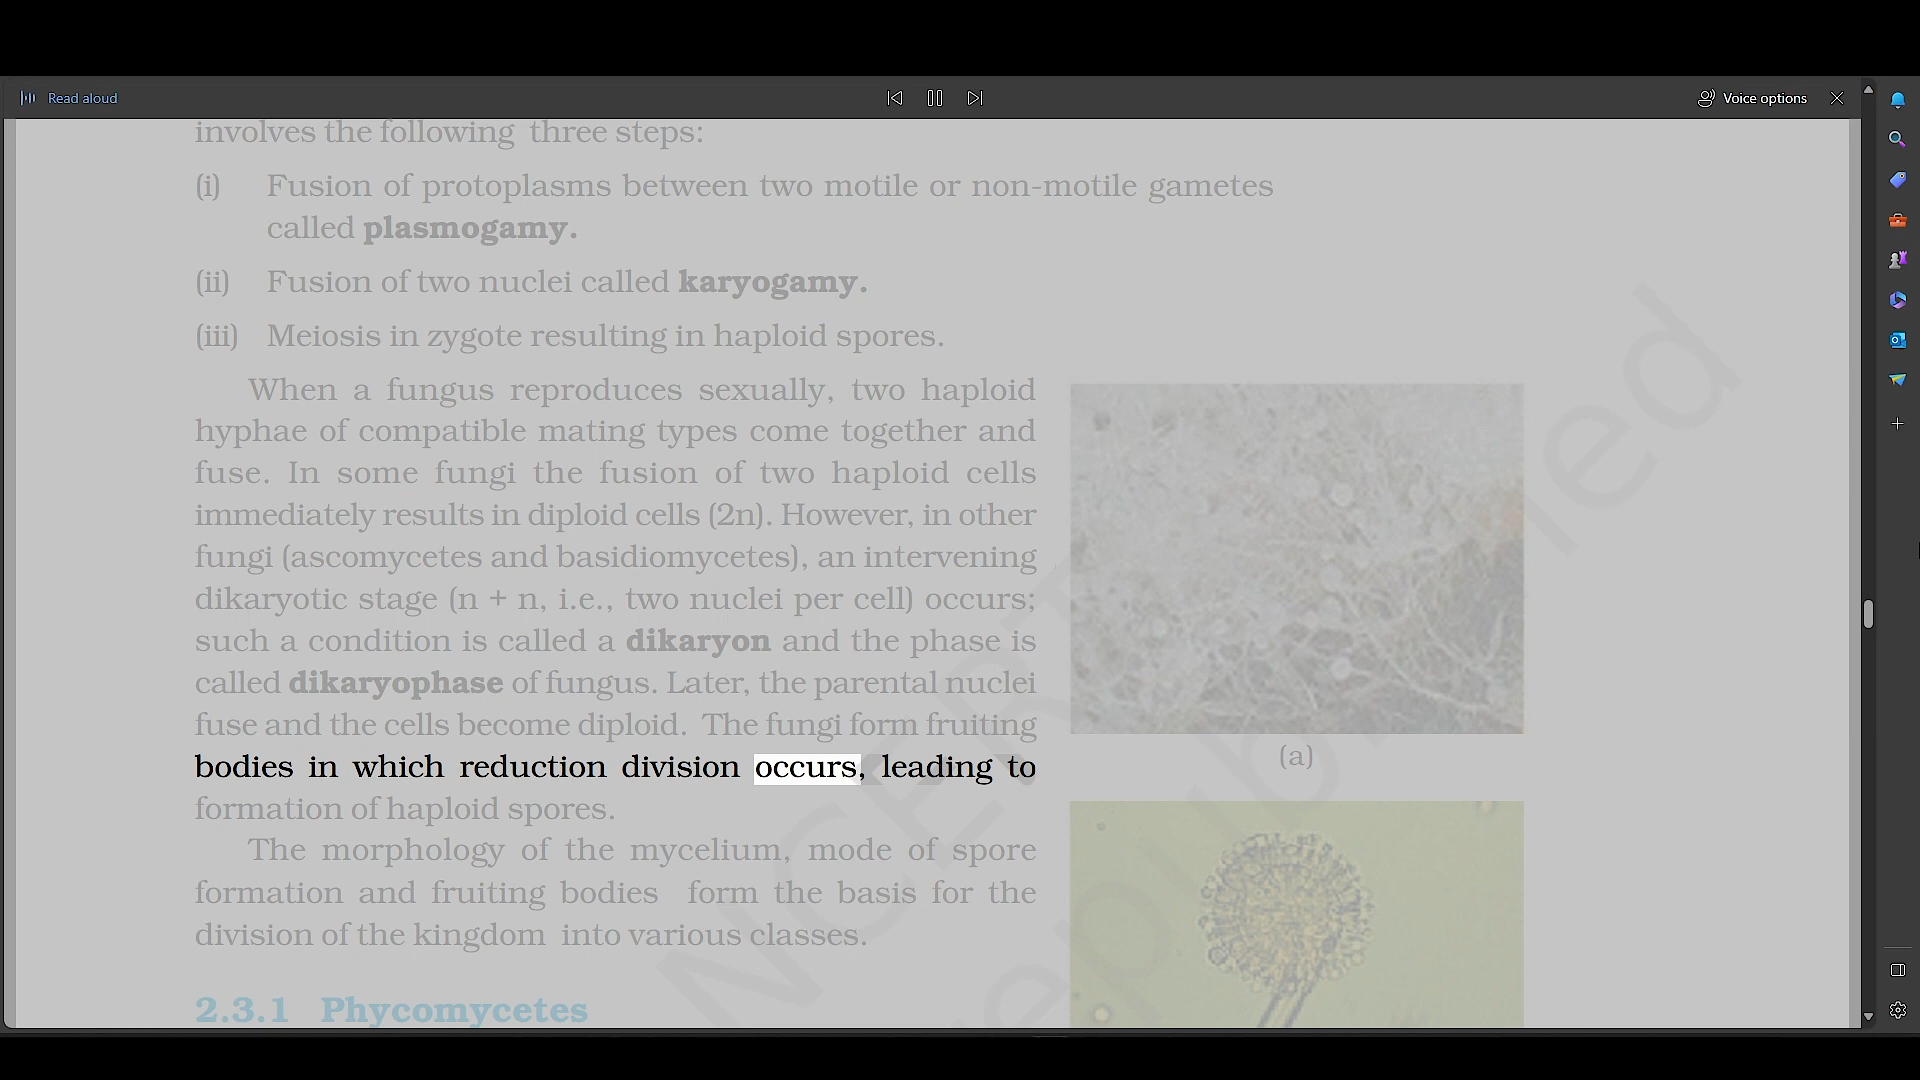 Read aloud
Voice options
involves the following three steps:
(i) Fusion of protoplasms between two motile or non-motile gametes
called plasmogamy.
(ii) Fusion of two nuclei called karyogamy.
(iii) Meiosis in zygote resulting in haploid spores.
When a fungus reproduces sexually, two haploid
hyphae of compatible mating types come together and
fuse. In some fungi the fusion of two haploid cells
immediately results in diploid cells (2n). However, in other
fungi (ascomycetes and basidiomycetes), an intervening
dikaryotic stage (n + n, i.e., two nuclei per cell) occurs;
such a condition is called a dikaryon and the phase is
called dikaryophase of fungus. Later, the parental nuclei
fuse and the cells become diploid. The fungi form fruiting
bodies in which reduction division occurs, leading to
formation of haploid spores.
The morphology of the mycelium, mode of spore
formation and fruiting bodies form the basis for the
division of the kingdom into various classes.
2.3.1 Phycomycetes
(a)